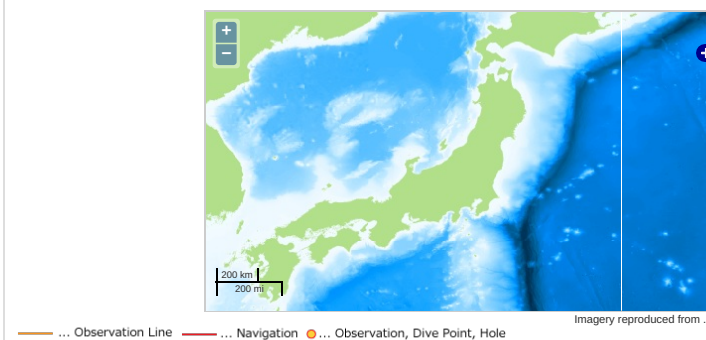 +
−
200 km
200 mi
Imagery reproduced from .
... Observation Line ... Navigation ... Observation, Dive Point, Hole